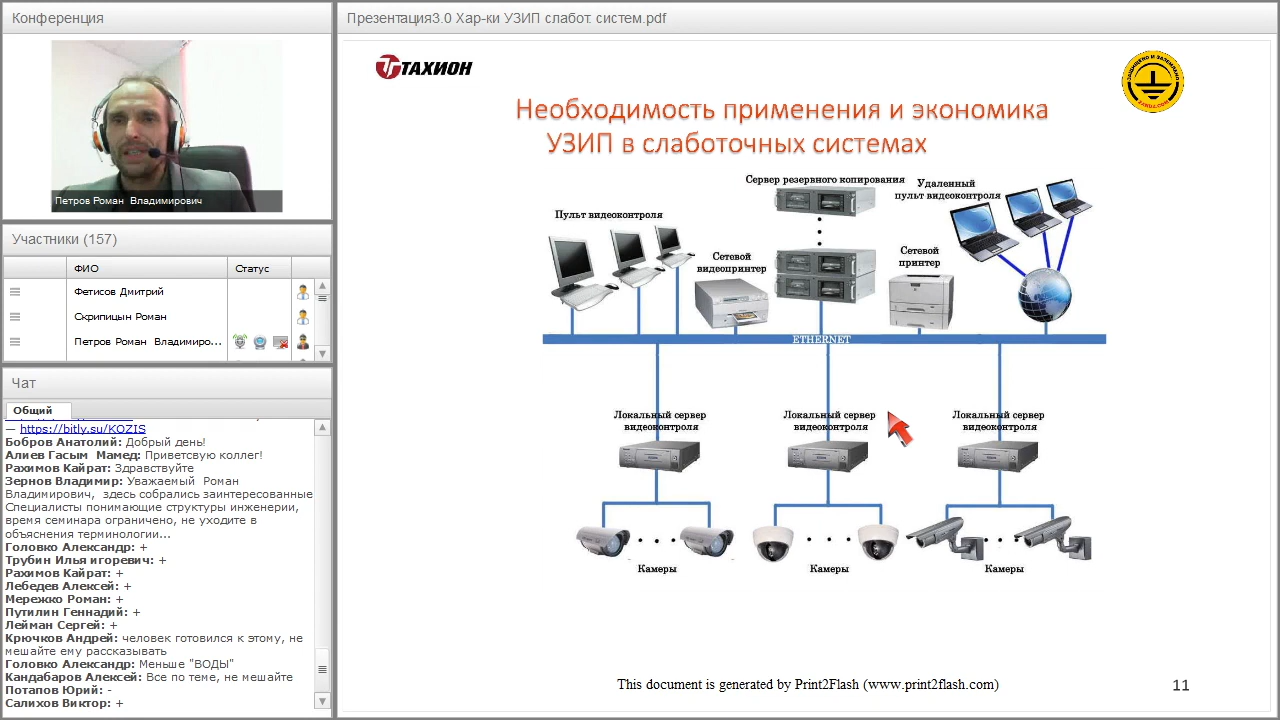 Конференция
Петров Роман Владимирович
Участники (157)
ФИО
Статус
Фетисов Дмитрий
Скрипицын Роман
Петров Роман Владимиро...
Чат
Общий
— https://bitly.su/KOZIS
Бобров Анатолий: Добрый день!
Алиев Гасым Мамед: Приветсвую коллег!
Рахимов Кайрат: Здравствуйте
Зернов Владимир: Уважаемый Роман
Владимирович, здесь собрались заинтересованные
Специалисты понимающие структуры инженерии,
время семинара ограничено, не уходите в
объяснения терминологии...
Головко Александр: +
Трубин Илья игоревич: +
Рахимов Кайрат: +
Лебедев Алексей: +
Мережко Роман: +
Путилин Геннадий: +
Лейман Сергей: +
Крючков Андрей: человек готовился к этому, не
мешайте ему рассказывать
Головко Александр: Меньше "ВОДЫ"
Кандабаров Алексей: Все по теме, не мешайте
Потапов Юрий: -
Салихов Виктор: +
Презентация3.0 Хар-ки УЗИП слабот. систем.pdf
ТАХИОН
ЗАЩИЩЕНО И ЗАЗЕМЛЕНО
ZANDZ.COM
Необходимость применения и экономика
УЗИП в слаботочных системах
Сервер резервного копирования
Удаленный
пульт видеоконтроля
Пульт видеоконтроля
Сетевой
видеопринтер
Сетевой
принтер
ETHERNET
Локальный сервер
видеоконтроля
Локальный сервер
видеоконтроля
Локальный сервер
видеоконтроля
Камеры
Камеры
Камеры
This document is generated by Print2Flash (www.print2flash.com)
11